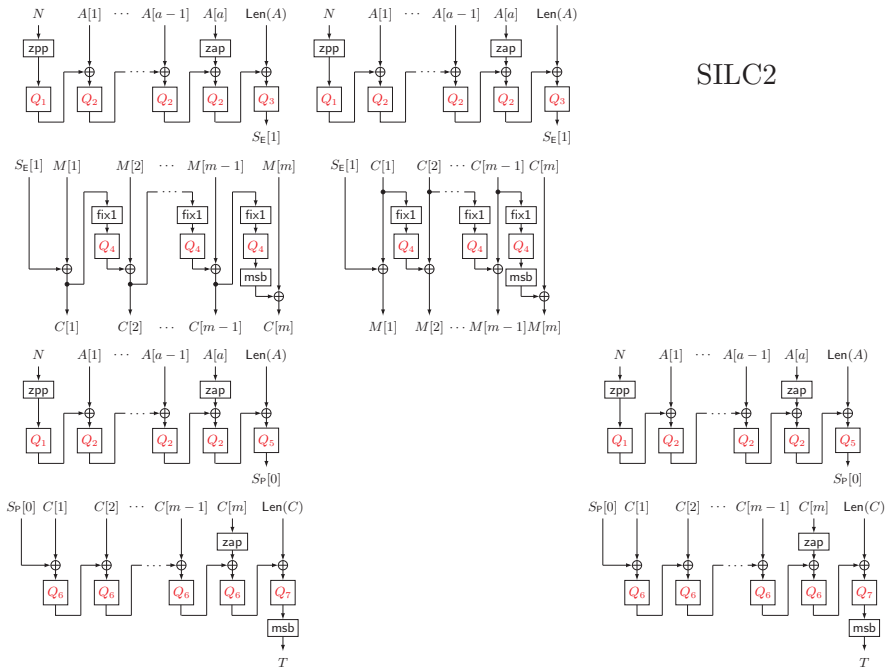 N A[1] ··· A[a − 1] A[a] Len(A)
zpp zap
Q1 Q2 Q2 Q2 Q3
SE[1]
N A[1] ··· A[a − 1] A[a] Len(A)
zpp zap
Q1 Q2 Q2 Q2 Q3
SE[1]
SILC2
SE[1] M[1] M[2] ··· M[m − 1] M[m]
fix1 fix1 fix1
Q4 Q4 Q4
msb
C[1] C[2] ··· C[m − 1] C[m]
SE[1] C[1] C[2] ··· C[m−1] C[m]
fix1 fix1 fix1
Q4 Q4 Q4
msb
M[1] M[2] ··· M[m−1] M[m]
N A[1] ··· A[a − 1] A[a] Len(A)
zpp zap
Q1 Q2 Q2 Q2 Q5
SP[0]
N A[1] ··· A[a − 1] A[a] Len(A)
zpp zap
Q1 Q2 Q2 Q2 Q5
SP[0]
SP[0] C[1] C[2] ··· C[m − 1] C[m] Len(C)
zap
Q6 Q6 Q6 Q6 Q7
msb
T
SP[0] C[1] C[2] ··· C[m − 1] C[m] Len(C)
zap
Q6 Q6 Q6 Q6 Q7
msb
T